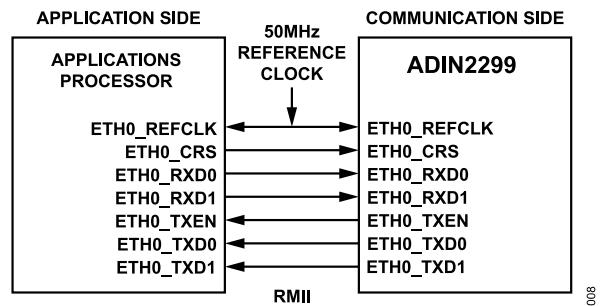 APPLICATION SIDE
COMMUNICATION SIDE
50MHz
REFERENCE
CLOCK
APPLICATIONS
PROCESSOR
ADIN2299
ETH0_REFCLK
ETH0_REFCLK
ETH0_CRS
ETH0_CRS
ETH0_RXD0
ETH0_RXD0
ETH0_RXD1
ETH0_RXD1
ETH0_TXEN
ETH0_TXEN
ETH0_TXD0
ETH0_TXD0
ETH0_TXD1
ETH0_TXD1
RMII
008